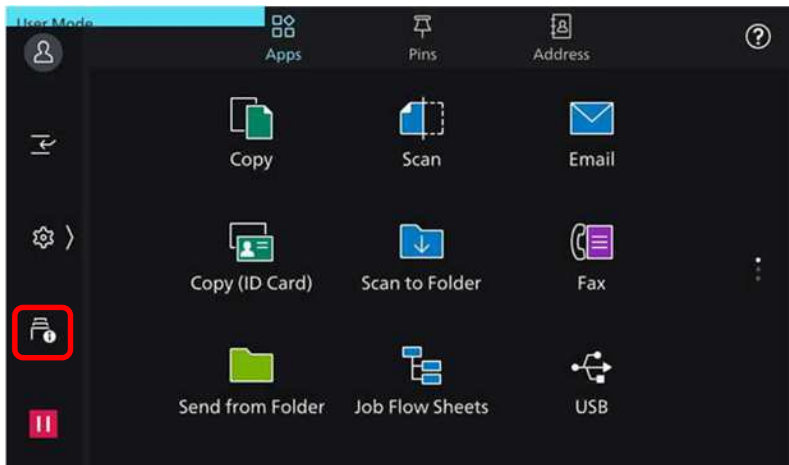 User Mode
Apps
Pins
Address
Copy
Scan
Email
Copy (ID Card)
Scan to Folder
Fax
Send from Folder
Job Flow Sheets
USB